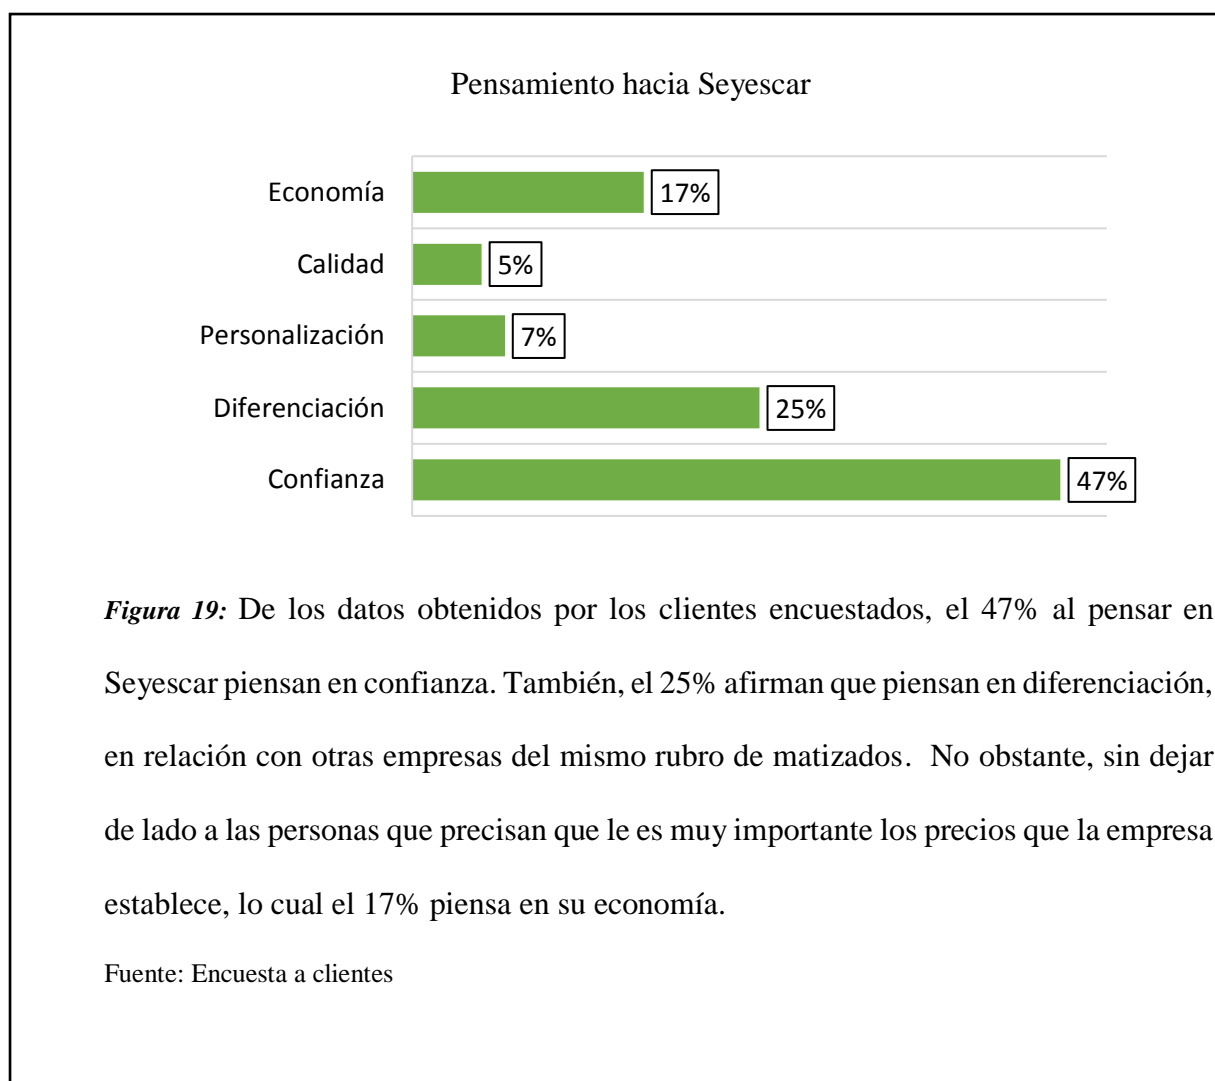 Pensamiento hacia Seyescar
Economía
17%
Calidad
5%
Personalización
7%
Diferenciación
25%
Confianza
47%
Figura 19: De los datos obtenidos por los clientes encuestados, el 47% al pensar en
Seyescar piensan en confianza. También, el 25% afirman que piensan en diferenciación,
en relación con otras empresas del mismo rubro de matizados. No obstante, sin dejar
de lado a las personas que precisan que le es muy importante los precios que la empresa
establece, lo cual el 17% piensa en su economía.
Fuente: Encuesta a clientes